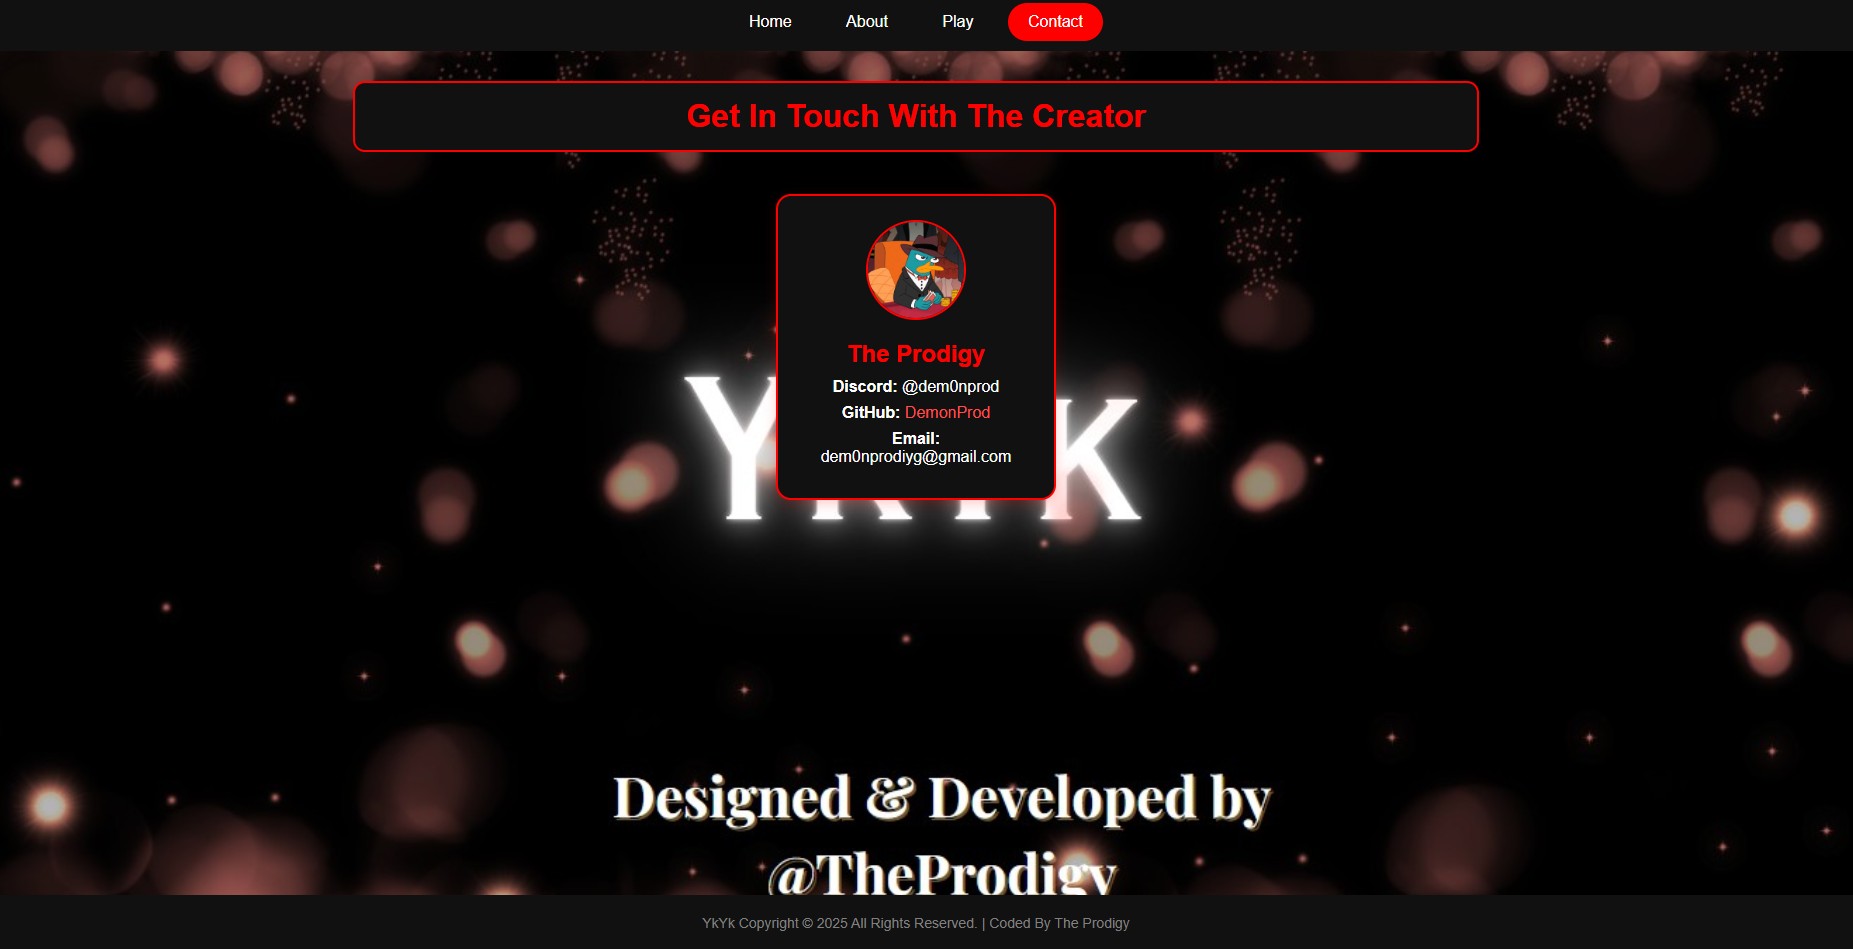 Home About Play Contact
Get In Touch With The Creator
The Prodigy
Discord: @dem0nprod
GitHub: DemonProd
Email:
dem0nprodiyg@gmail.com
YKYK
Designed & Developed by
@TheProdigy
YkYk Copyright © 2025 All Rights Reserved. | Coded By The Prodigy